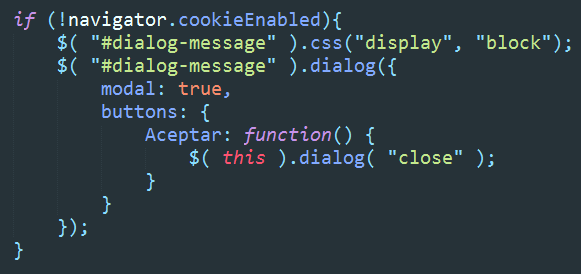 if (!navigator.cookieEnabled){
    $( "#dialog-message" ).css("display", "block");
    $( "#dialog-message" ).dialog({
        modal: true,
        buttons: {
            Aceptar: function() {
                $( this ).dialog( "close" );
            }
        }
    });
}